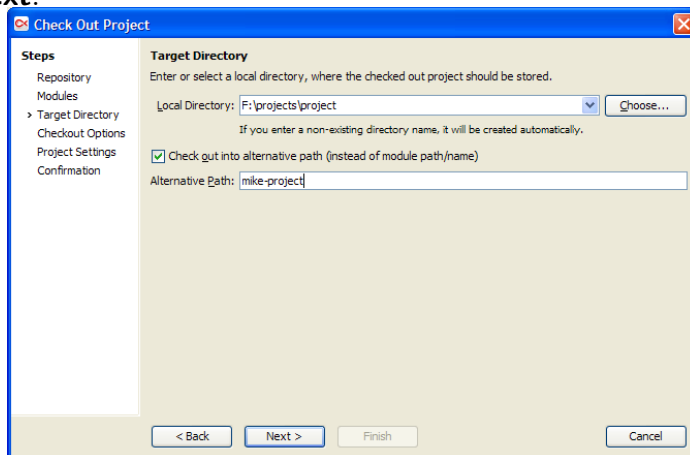 ext.
Check Out Project
Steps
Repository
Modules
› Target Directory
Checkout Options
Project Settings
Confirmation
Target Directory
Enter or select a local directory, where the checked out project should be stored.
Local Directory: F:\projects\project Choose...
If you enter a non-existing directory name, it will be created automatically.
Check out into alternative path (instead of module path/name)
Alternative Path: mike-project
< Back Next > Finish Cancel